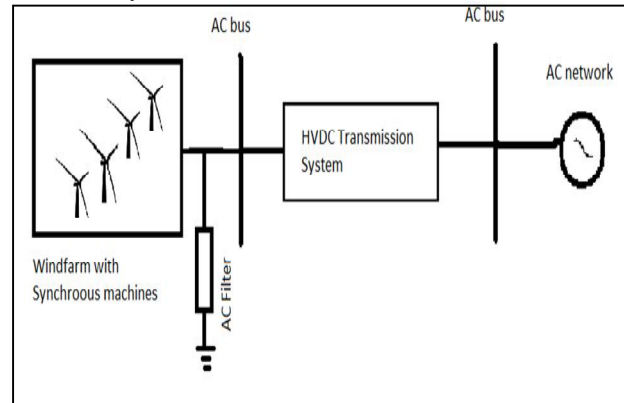 AC bus
AC bus
AC network
HVDC Transmission
System
Windfarm with
Synchroous machines
AC Filter